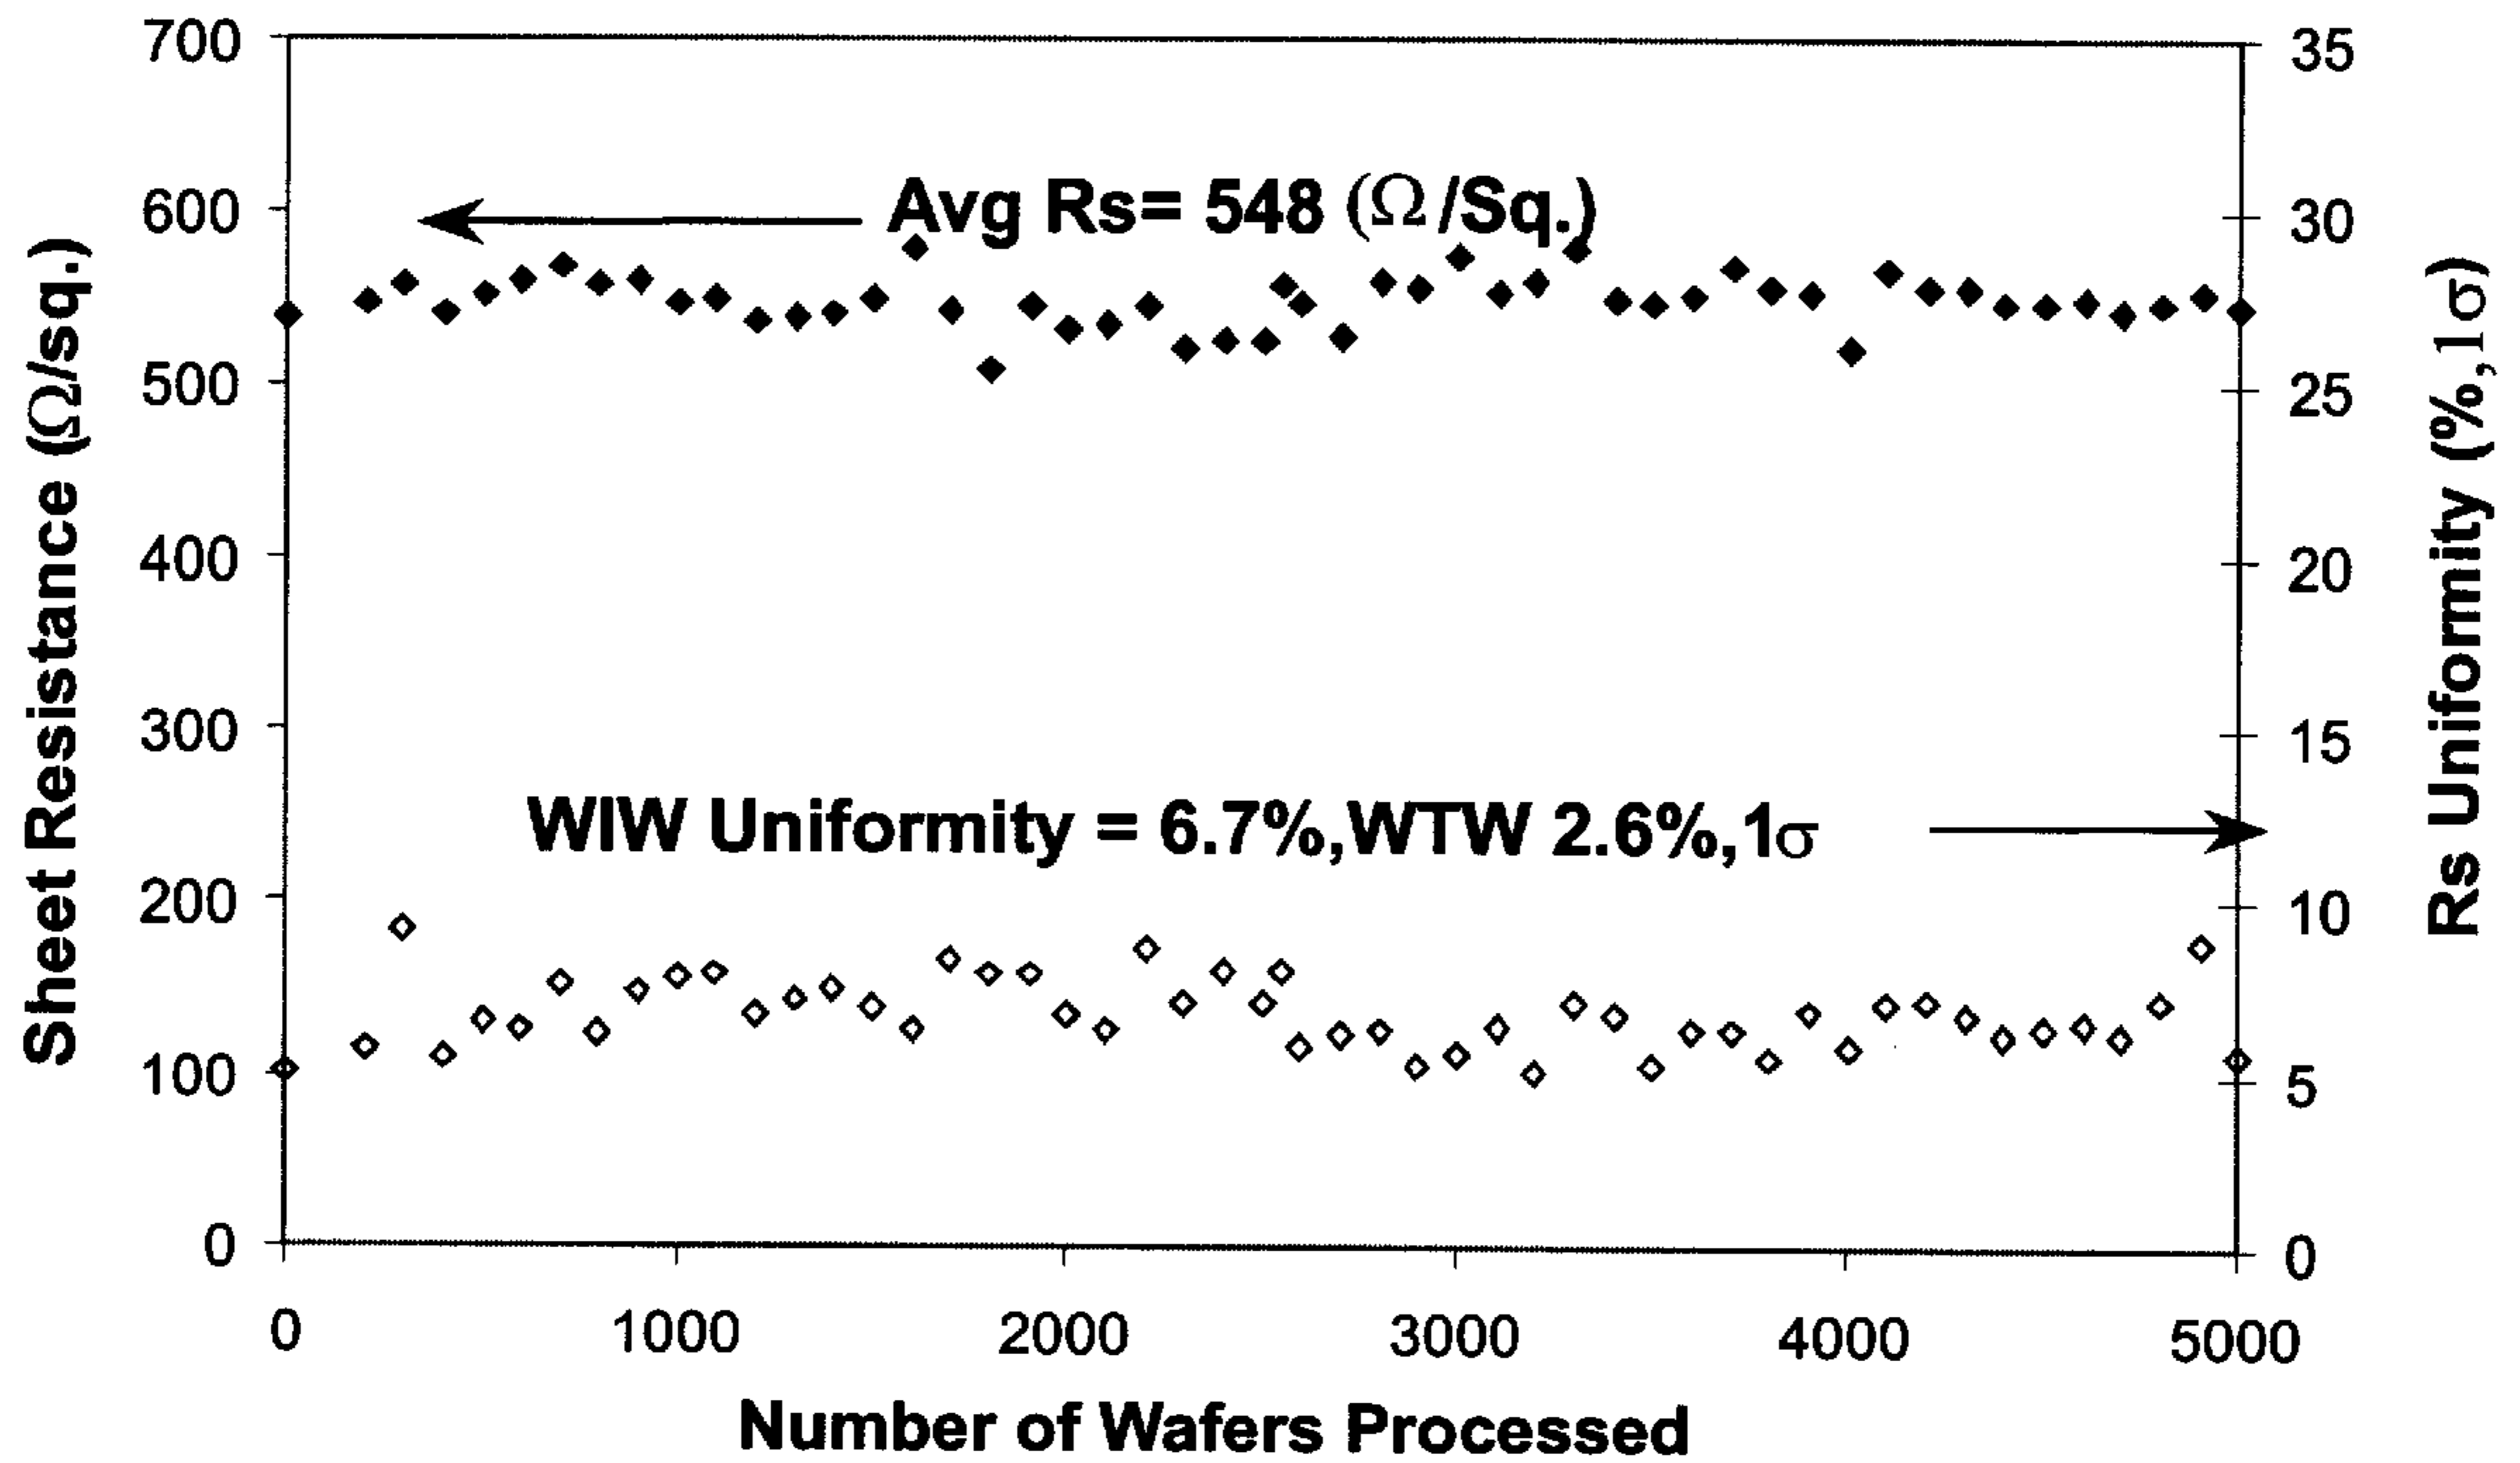 700
600
500
400
300
200
100
0
Sheet Resistance (Ω/sq.)
Avg Rs= 548 (Ω/Sq.)
WIW Uniformity = 6.7%,WTW 2.6%,1σ
35
30
25
20
15
10
5
0
Rs Uniformity (%,1σ)
0 1000 2000 3000 4000 5000
Number of Wafers Processed